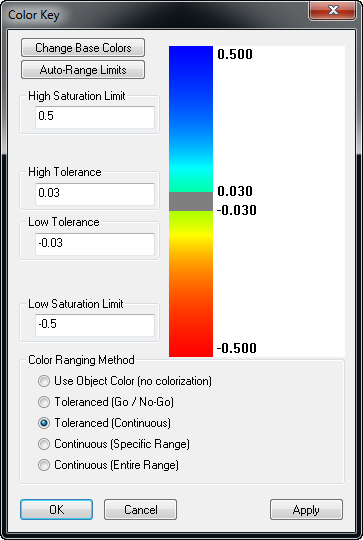 Color Key
Change Base Colors
Auto-Range Limits
High Saturation Limit
0.5
High Tolerance
0.03
Low Tolerance
-0.03
Low Saturation Limit
-0.5
0.500
0.030
-0.030
-0.500
Color Ranging Method
Use Object Color (no colorization)
Toleranced (Go / No-Go)
Toleranced (Continuous)
Continuous (Specific Range)
Continuous (Entire Range)
OK
Cancel
Apply